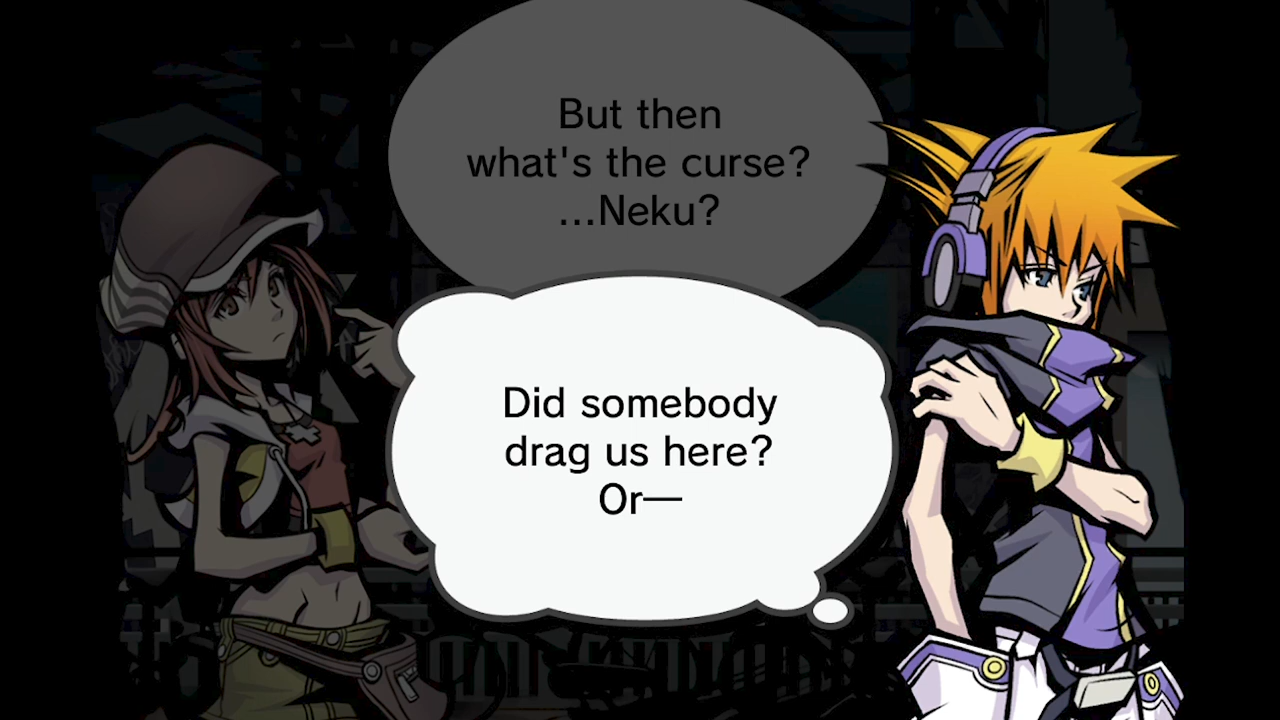 But then
what's the curse?
...Neku?
Did somebody
drag us here?
Or—